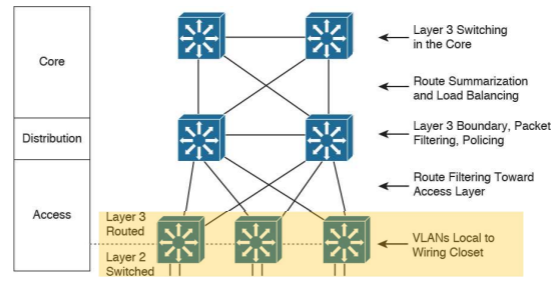 Core
Distribution
Access
Layer 3 Switching
in the Core
Route Summarization
and Load Balancing
Layer 3 Boundary, Packet
Filtering, Policing
Route Filtering Toward
Access Layer
Layer 3
Routed
Layer 2
Switched
VLANs Local to
Wiring Closet